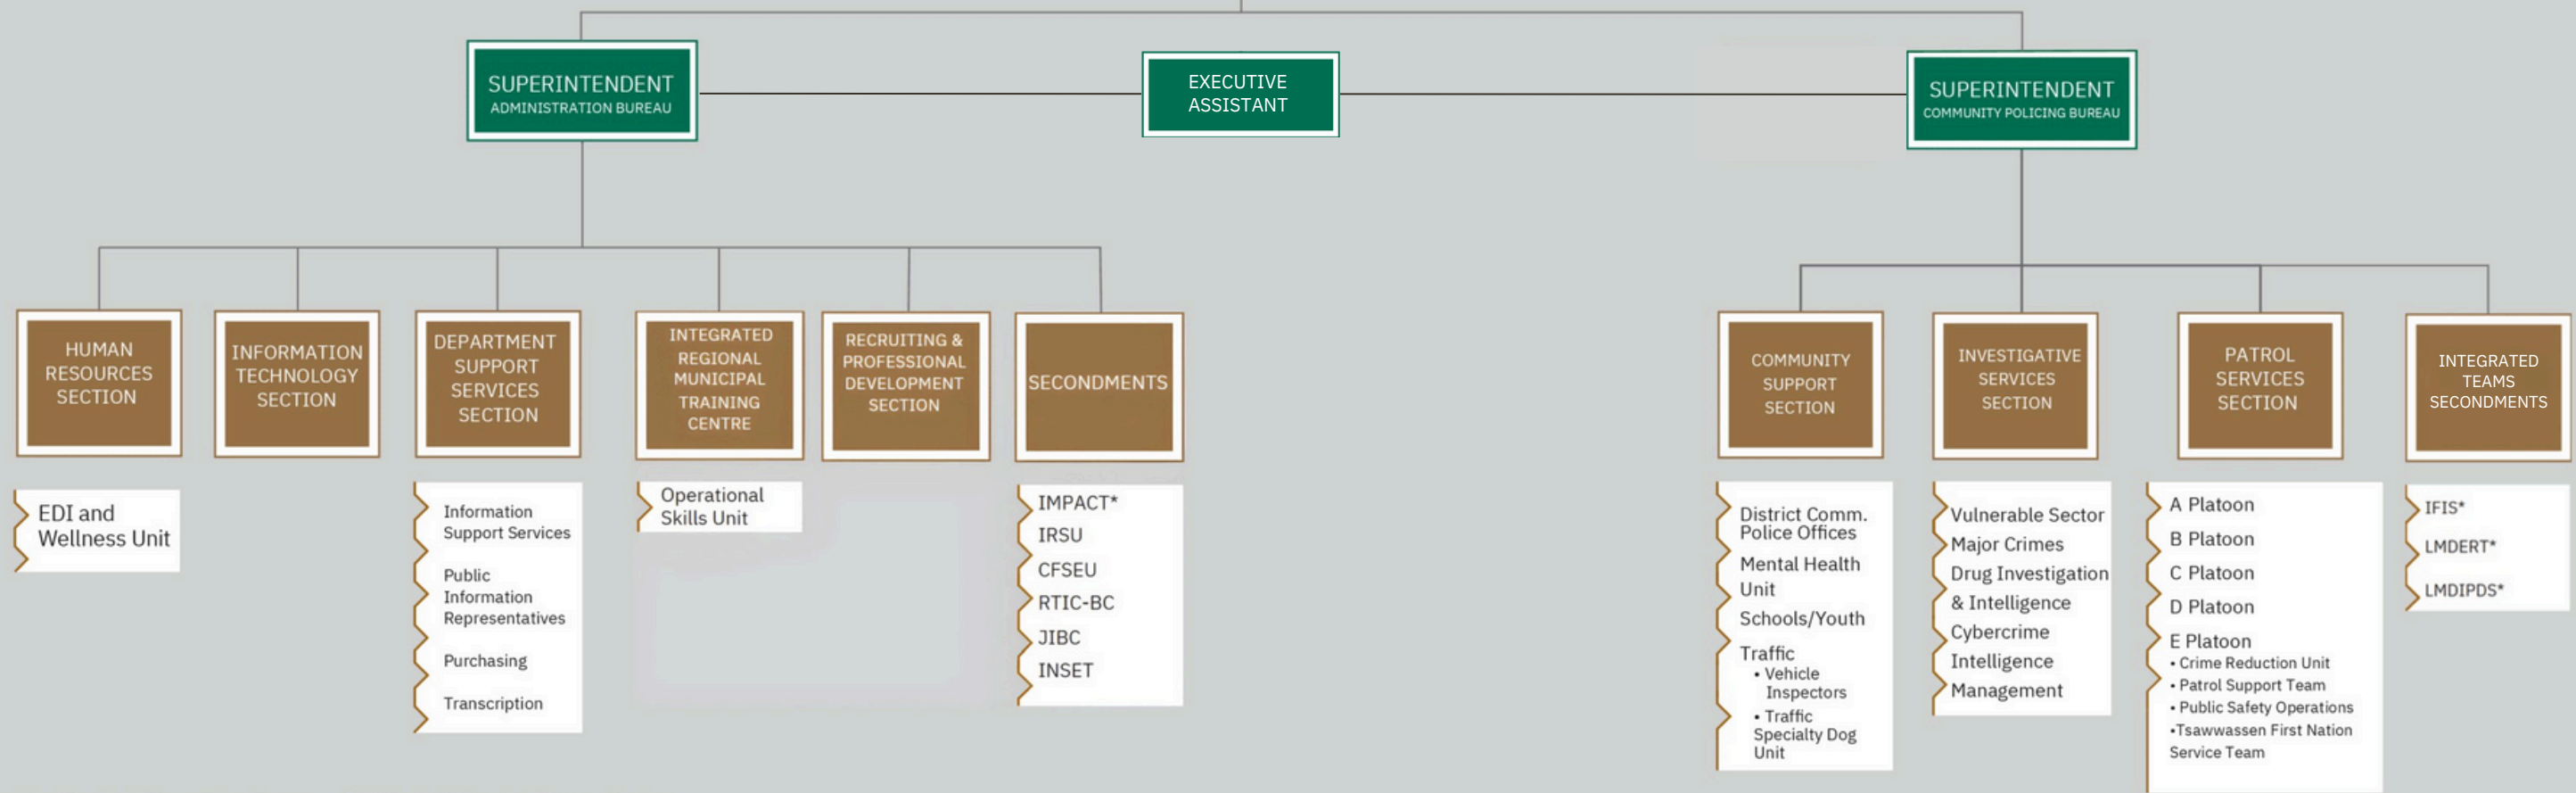 SUPERINTENDENT
ADMINISTRATION BUREAU
EXECUTIVE
ASSISTANT
SUPERINTENDENT
COMMUNITY POLICING BUREAU
HUMAN
RESOURCES
SECTION
INFORMATION
TECHNOLOGY
SECTION
DEPARTMENT
SUPPORT
SERVICES
SECTION
INTEGRATED
REGIONAL
MUNICIPAL
TRAINING
CENTRE
RECRUITING &
PROFESSIONAL
DEVELOPMENT
SECTION
SECONDMENTS
COMMUNITY
SUPPORT
SECTION
INVESTIGATIVE
SERVICES
SECTION
PATROL
SERVICES
SECTION
INTEGRATED
TEAMS
SECONDMENTS
EDI and
Wellness Unit
Information
Support Services
Public
Information
Representatives
Purchasing
Transcription
Operational
Skills Unit
IMPACT*
IRSU
CFSEU
RTIC-BC
JIBC
INSET
District Comm.
Police Offices
Mental Health
Unit
Schools/Youth
Traffic
• Vehicle
Inspectors
• Traffic
Specialty Dog
Unit
Vulnerable Sector
Major Crimes
Drug Investigation
& Intelligence
Cybercrime
Intelligence
Management
A Platoon
B Platoon
C Platoon
D Platoon
E Platoon
• Crime Reduction Unit
• Patrol Support Team
• Public Safety Operations
•Tsawwassen First Nation
Service Team
IFIS*
LMDERT*
LMDIPDS*